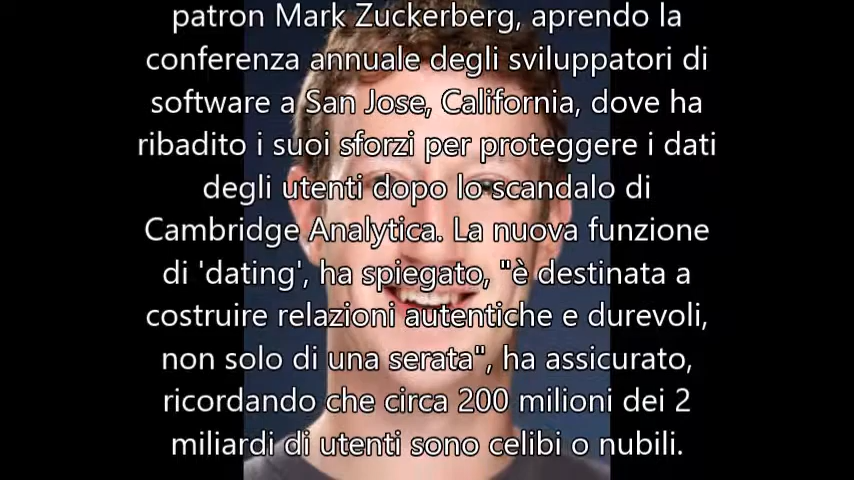 patron Mark Zuckerberg, aprendo la
conferenza annuale degli sviluppatori di
software a San Jose, California, dove ha
ribadito i suoi sforzi per proteggere i dati
degli utenti dopo lo scandalo di
Cambridge Analytica. La nuova funzione
di 'dating', ha spiegato, "è destinata a
costruire relazioni autentiche e durevoli,
non solo di una serata", ha assicurato,
ricordando che circa 200 milioni dei 2
miliardi di utenti sono celibi o nubili.